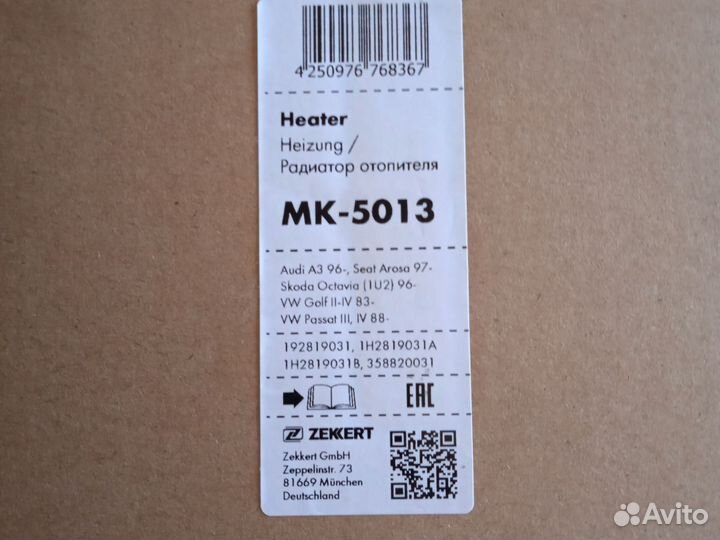 4 250976 768367
Heater
Heizung /
Радиатор отопителя
MK-5013
Audi A3 96-, Seat Arosa 97-
Skoda Octavia (1U2) 96-
VW Golf II-IV 83-
VW Passat III, IV 88-
192819031, 1H2819031A
1H2819031B, 358820031
EAC
ZEKKERT
Zekkert GmbH
Zeppelinstr. 73
81669 München
Deutschland
Avito